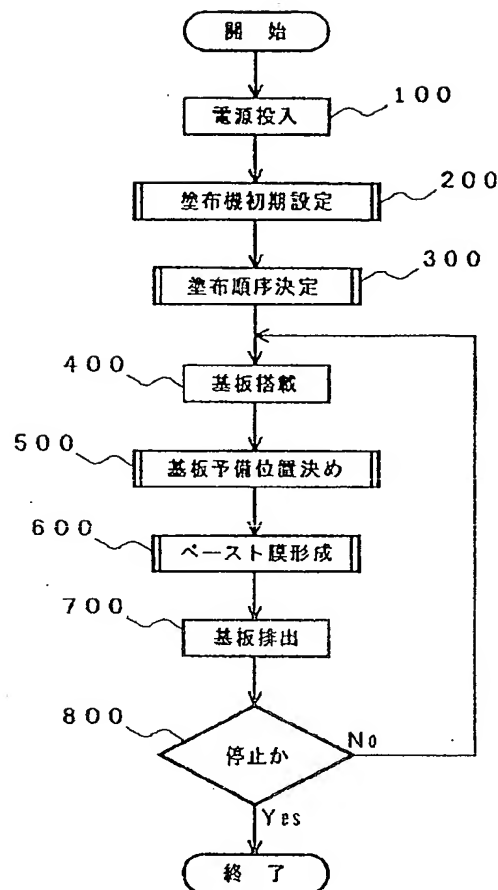 開 始
電源投入
100
塗布機初期設定
200
塗布順序決定
300
400
基板搭載
500
基板予備位置決め
600
ペースト膜形成
700
基板排出
800
停止か
No
Yes
終 了